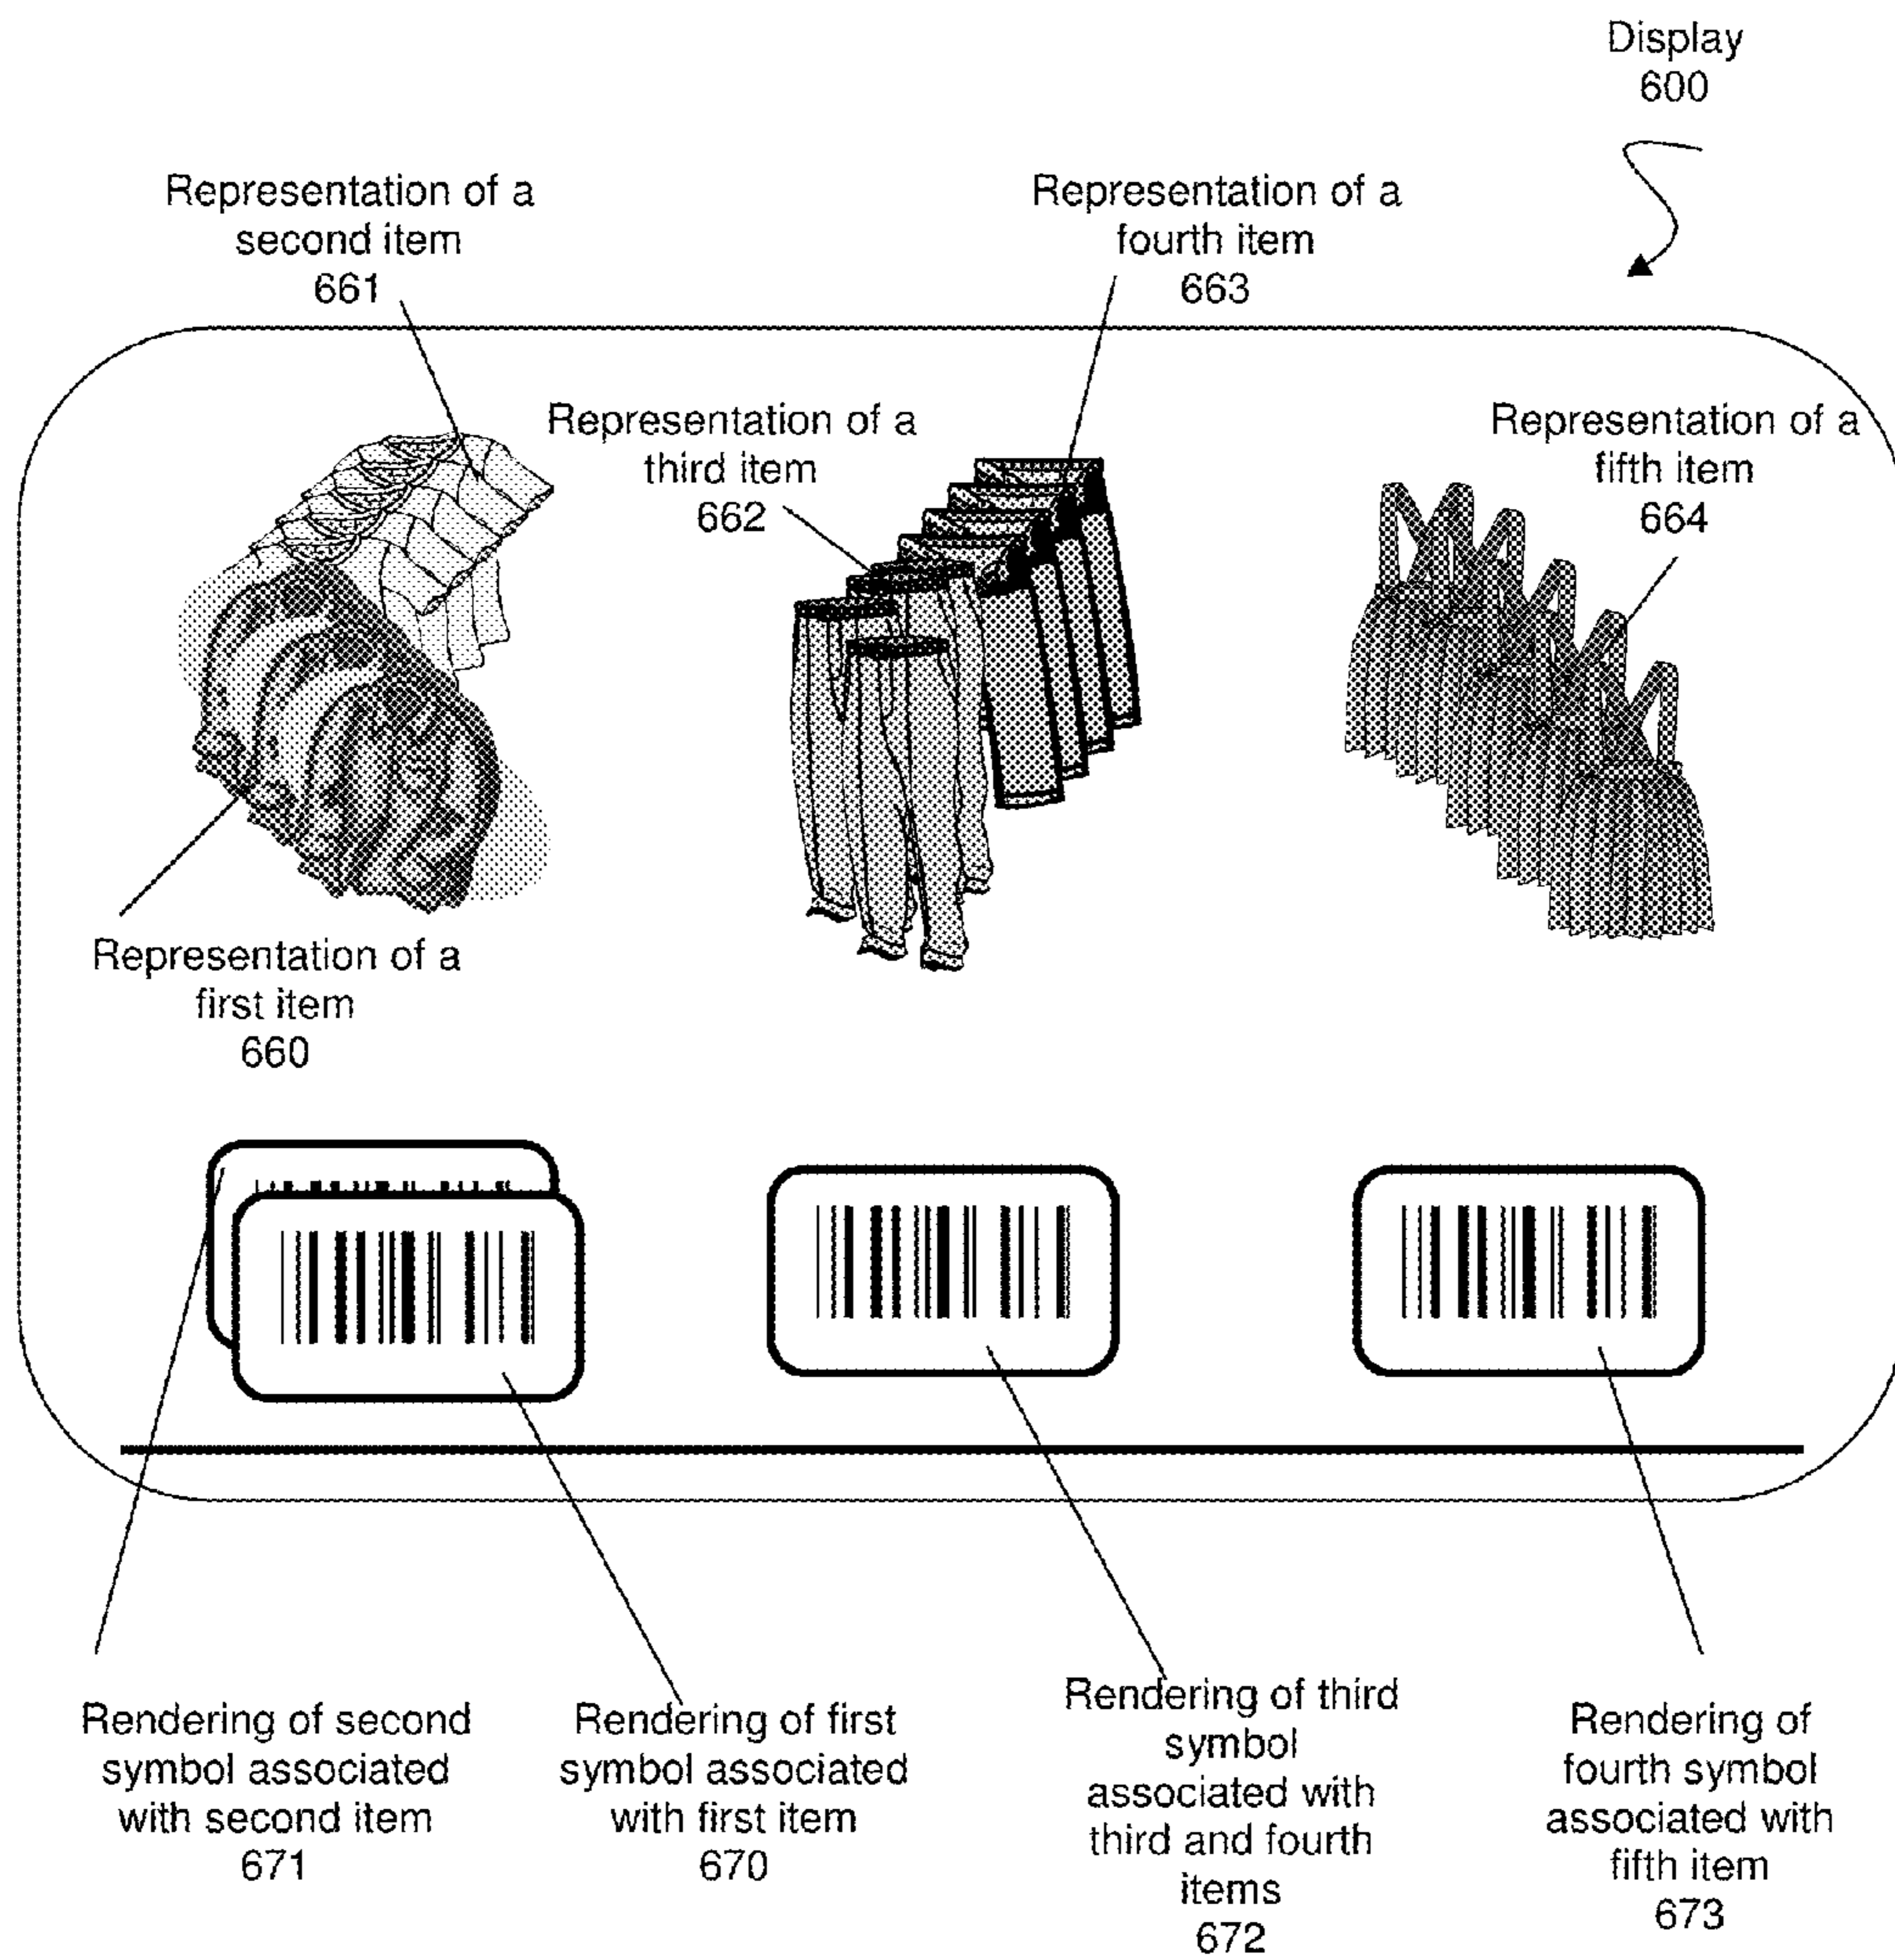 Display
600
Representation of a
second item
661
Representation of a
fourth item
663
Representation of a
third item
662
Representation of a
fifth item
664
Representation of a
first item
660
Rendering of second
symbol associated
with second item
671
Rendering of first
symbol associated
with first item
670
Rendering of third
symbol
associated with
third and fourth
items
672
Rendering of
fourth symbol
associated with
fifth item
673